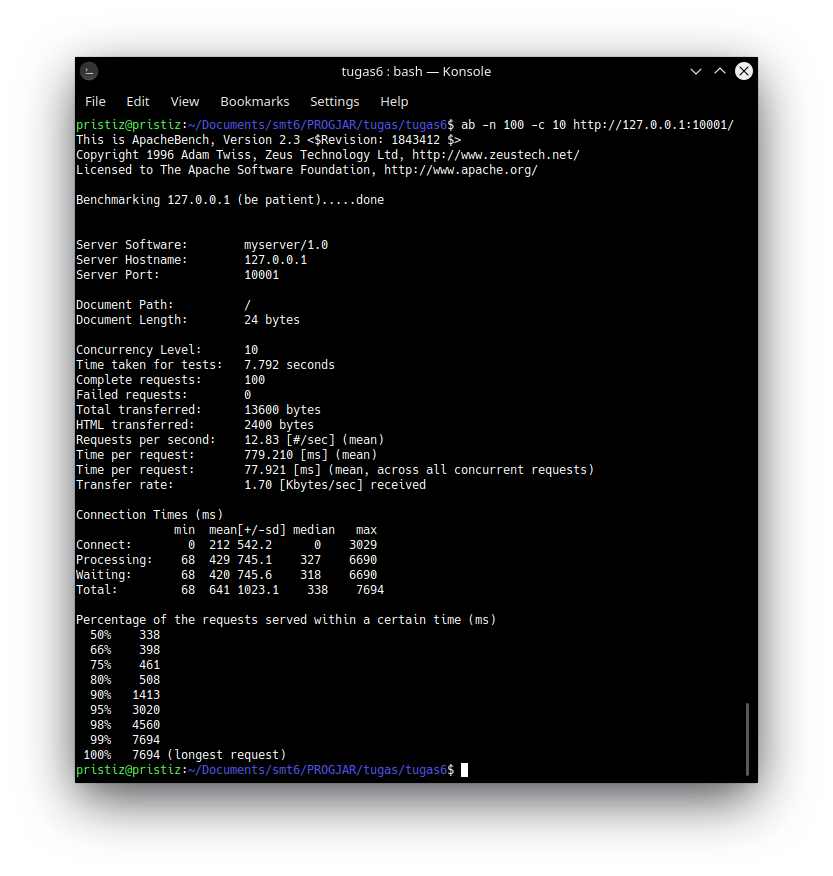 tugas6 : bash — Konsole
File Edit View Bookmarks Settings Help
pristiz@pristiz:~/Documents/smt6/PROGJAR/tugas/tugas6$ ab -n 100 -c 10 http://127.0.0.1:10001/
This is ApacheBench, Version 2.3 <$Revision: 1843412 $>
Copyright 1996 Adam Twiss, Zeus Technology Ltd, http://www.zeustech.net/
Licensed to The Apache Software Foundation, http://www.apache.org/
Benchmarking 127.0.0.1 (be patient).....done
Server Software:        myserver/1.0
Server Hostname:        127.0.0.1
Server Port:            10001
Document Path:          /
Document Length:        24 bytes
Concurrency Level:      10
Time taken for tests:   7.792 seconds
Complete requests:      100
Failed requests:        0
Total transferred:      13600 bytes
HTML transferred:       2400 bytes
Requests per second:    12.83 [#/sec] (mean)
Time per request:       779.210 [ms] (mean)
Time per request:       77.921 [ms] (mean, across all concurrent requests)
Transfer rate:          1.70 [Kbytes/sec] received
Connection Times (ms)
              min  mean[+/-sd] median   max
Connect:        0  212 542.2      0    3029
Processing:    68  429 745.1    327    6690
Waiting:       68  420 745.6    318    6690
Total:         68  641 1023.1    338    7694
Percentage of the requests served within a certain time (ms)
  50%    338
  66%    398
  75%    461
  80%    508
  90%   1413
  95%   3020
  98%   4560
  99%   7694
 100%   7694 (longest request)
pristiz@pristiz:~/Documents/smt6/PROGJAR/tugas/tugas6$